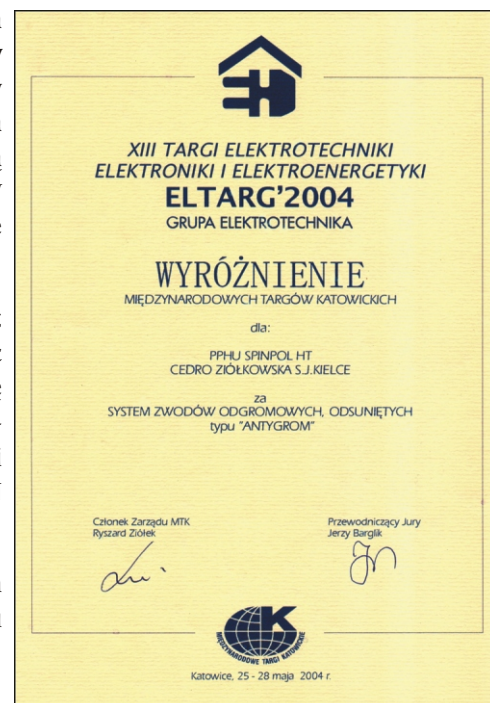 XIII TARGI ELEKTROTECHNIKI
ELEKTRONIKI I ELEKTROENERGETYKI
ELTARG'2004
GRUPA ELEKTROTECHNIKA
WYRÓŻNIENIE
MIĘDZYNARODOWYCH TARGÓW KATOWICKICH
dla:
PPHU SPINPOL HT
CEDRO ZIÓŁKOWSKA S.J.KIELCE
za
SYSTEM ZWODÓW ODGROMOWYCH, ODSUNIĘTYCH
typu "ANTYGROM"
Członek Zarządu MTK
Ryszard Ziółek
Przewodniczący Jury
Jerzy Barglik
MIĘDZYNARODOWE TARGI KATOWICKIE
Katowice, 25 - 28 maja 2004 r.